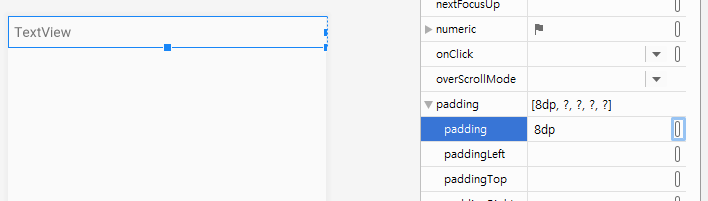 TextView
nextFocusUp
numeric
onClick
overScrollMode
padding [8dp, ?, ?, ?, ?]
padding 8dp
paddingLeft
paddingTop